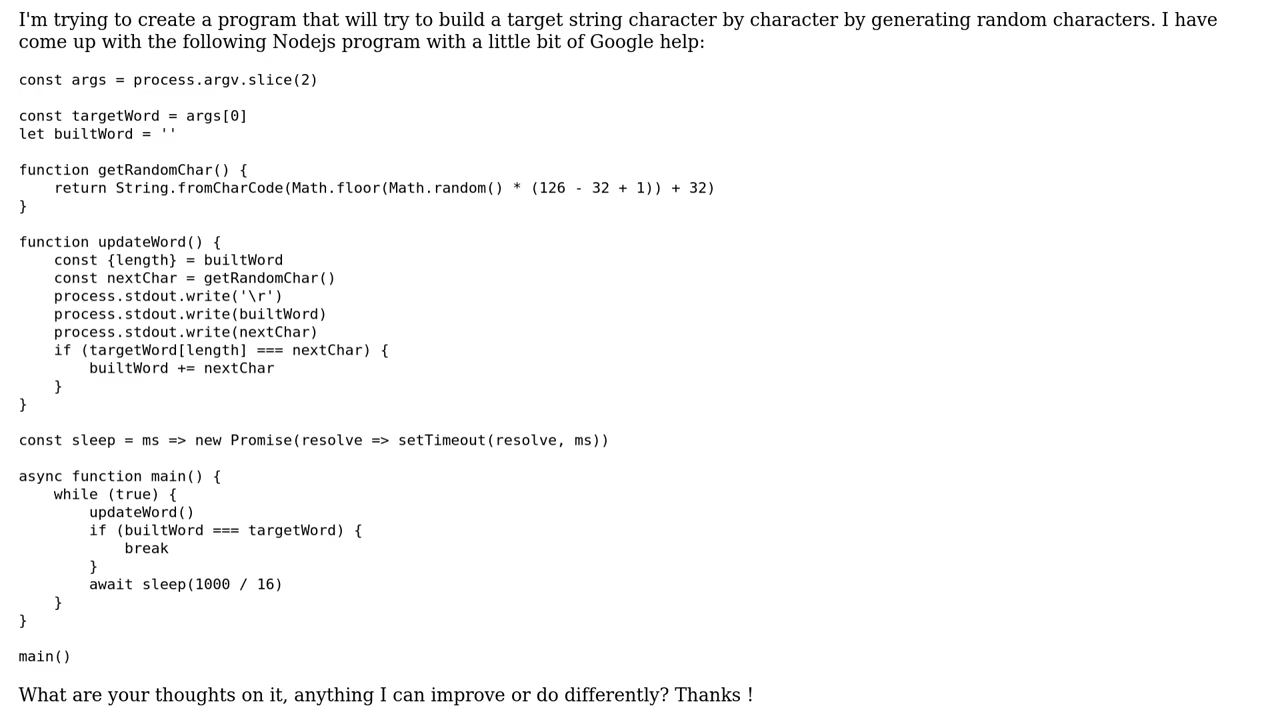 I'm trying to create a program that will try to build a target string character by character by generating random characters. I have
come up with the following Nodejs program with a little bit of Google help:
const args = process.argv.slice(2)
const targetWord = args[0]
let builtWord = ''
function getRandomChar() {
    return String.fromCharCode(Math.floor(Math.random() * (126 - 32 + 1)) + 32)
}
function updateWord() {
    const {length} = builtWord
    const nextChar = getRandomChar()
    process.stdout.write('\r')
    process.stdout.write(builtWord)
    process.stdout.write(nextChar)
    if (targetWord[length] === nextChar) {
        builtWord += nextChar
    }
}
const sleep = ms => new Promise(resolve => setTimeout(resolve, ms))
async function main() {
    while (true) {
        updateWord()
        if (builtWord === targetWord) {
            break
        }
        await sleep(1000 / 16)
    }
}
main()
What are your thoughts on it, anything I can improve or do differently? Thanks !